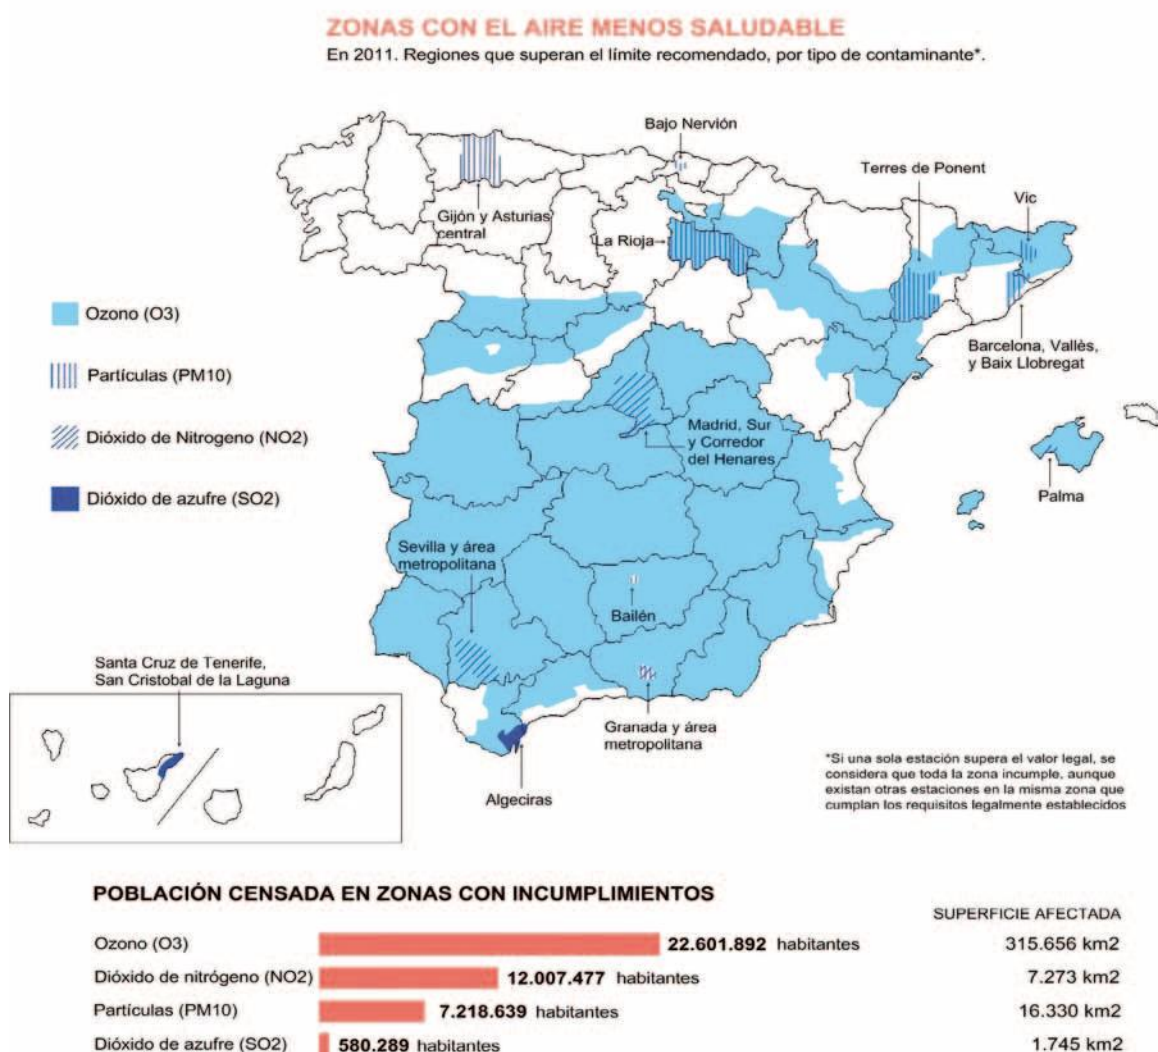 ZONAS CON EL AIRE MENOS SALUDABLE
En 2011. Regiones que superan el límite recomendado, por tipo de contaminante*.
Bajo Nervión
Terres de Ponent
Vic
Gijón y Asturias
central
La Rioja
Ozono (O3)
Partículas (PM10)
Dióxido de Nitrogeno (NO2)
Dióxido de azufre (SO2)
Barcelona, Vallès,
y Baix Llobregat
Madrid, Sur
y Corredor
del Henares
Palma
Sevilla y área
metropolitana
Bailén
Santa Cruz de Tenerife,
San Cristobal de la Laguna
Granada y área
metropolitana
Algeciras
*Si una sola estación supera el valor legal, se
considera que toda la zona incumple, aunque
existan otras estaciones en la misma zona que
cumplan los requisitos legalmente establecidos
POBLACIÓN CENSADA EN ZONAS CON INCUMPLIMIENTOS
SUPERFICIE AFECTADA
Ozono (O3) 22.601.892 habitantes 315.656 km2
Dióxido de nitrógeno (NO2) 12.007.477 habitantes 7.273 km2
Partículas (PM10) 7.218.639 habitantes 16.330 km2
Dióxido de azufre (SO2) 580.289 habitantes 1.745 km2